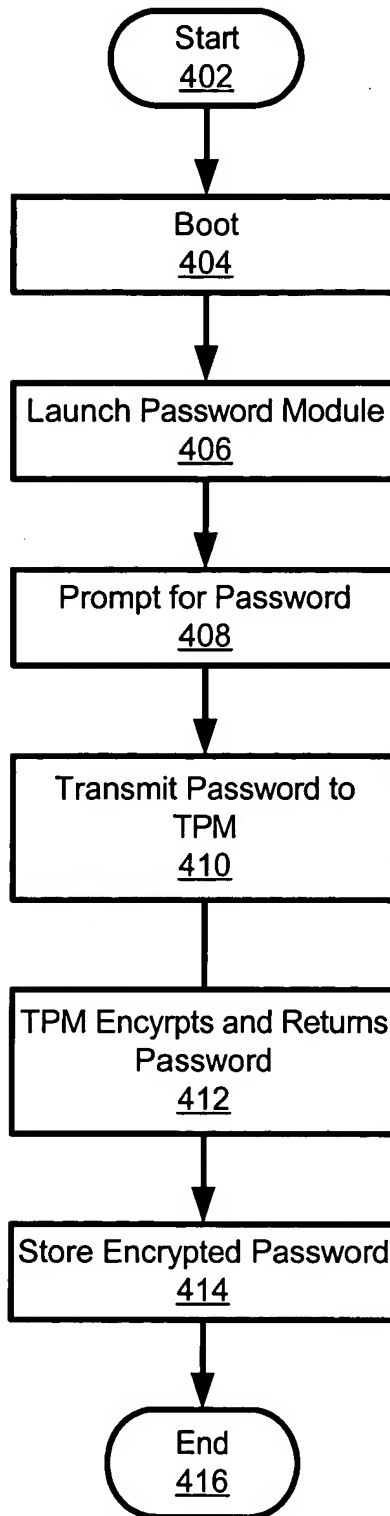 Start
402
Boot
404
Launch Password Module
406
Prompt for Password
408
Transmit Password to
TPM
410
TPM Encyrpts and Returns
Password
412
Store Encrypted Password
414
End
416